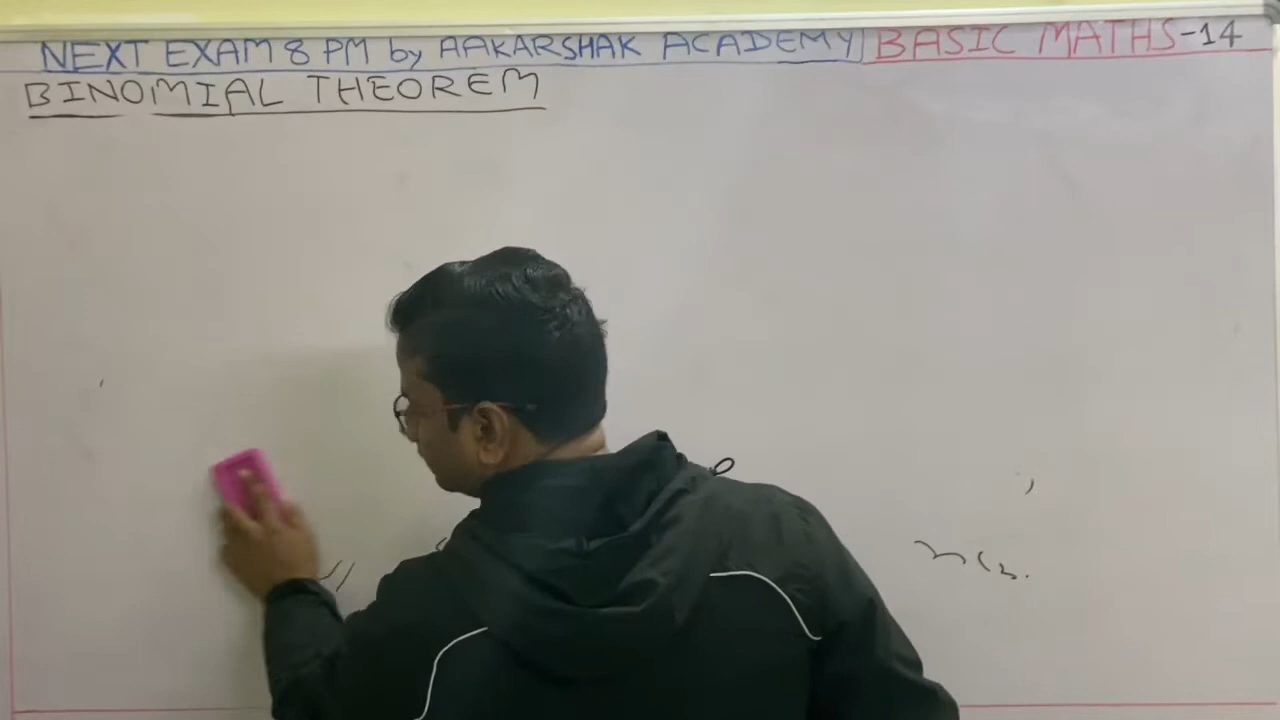 NEXT EXAM 8 PM by AAKARSHAK ACADEMY BASIC MATHS-14
BINOMIAL THEOREM